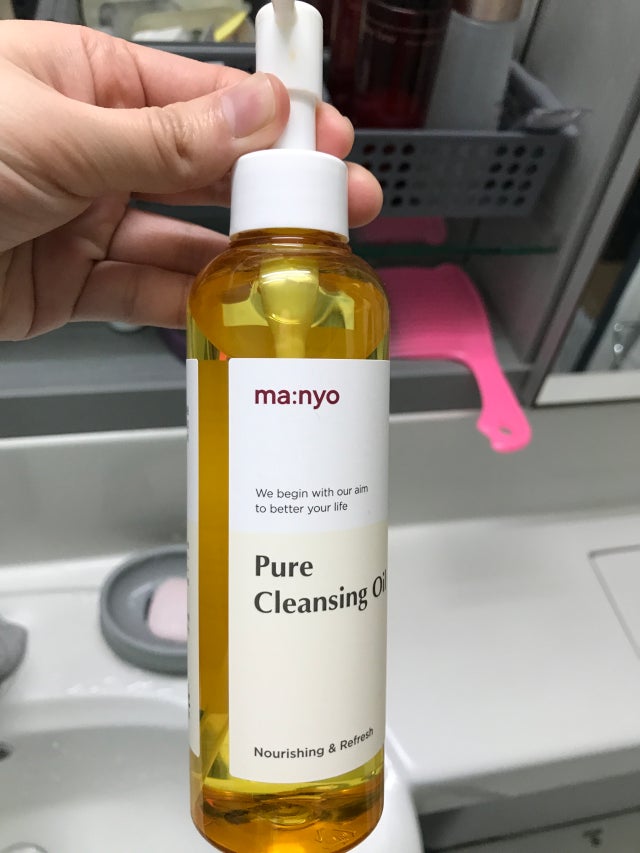 ma:nyo
We begin with our aim
to better your life
Pure
Cleansing Oil
Nourishing & Refresh